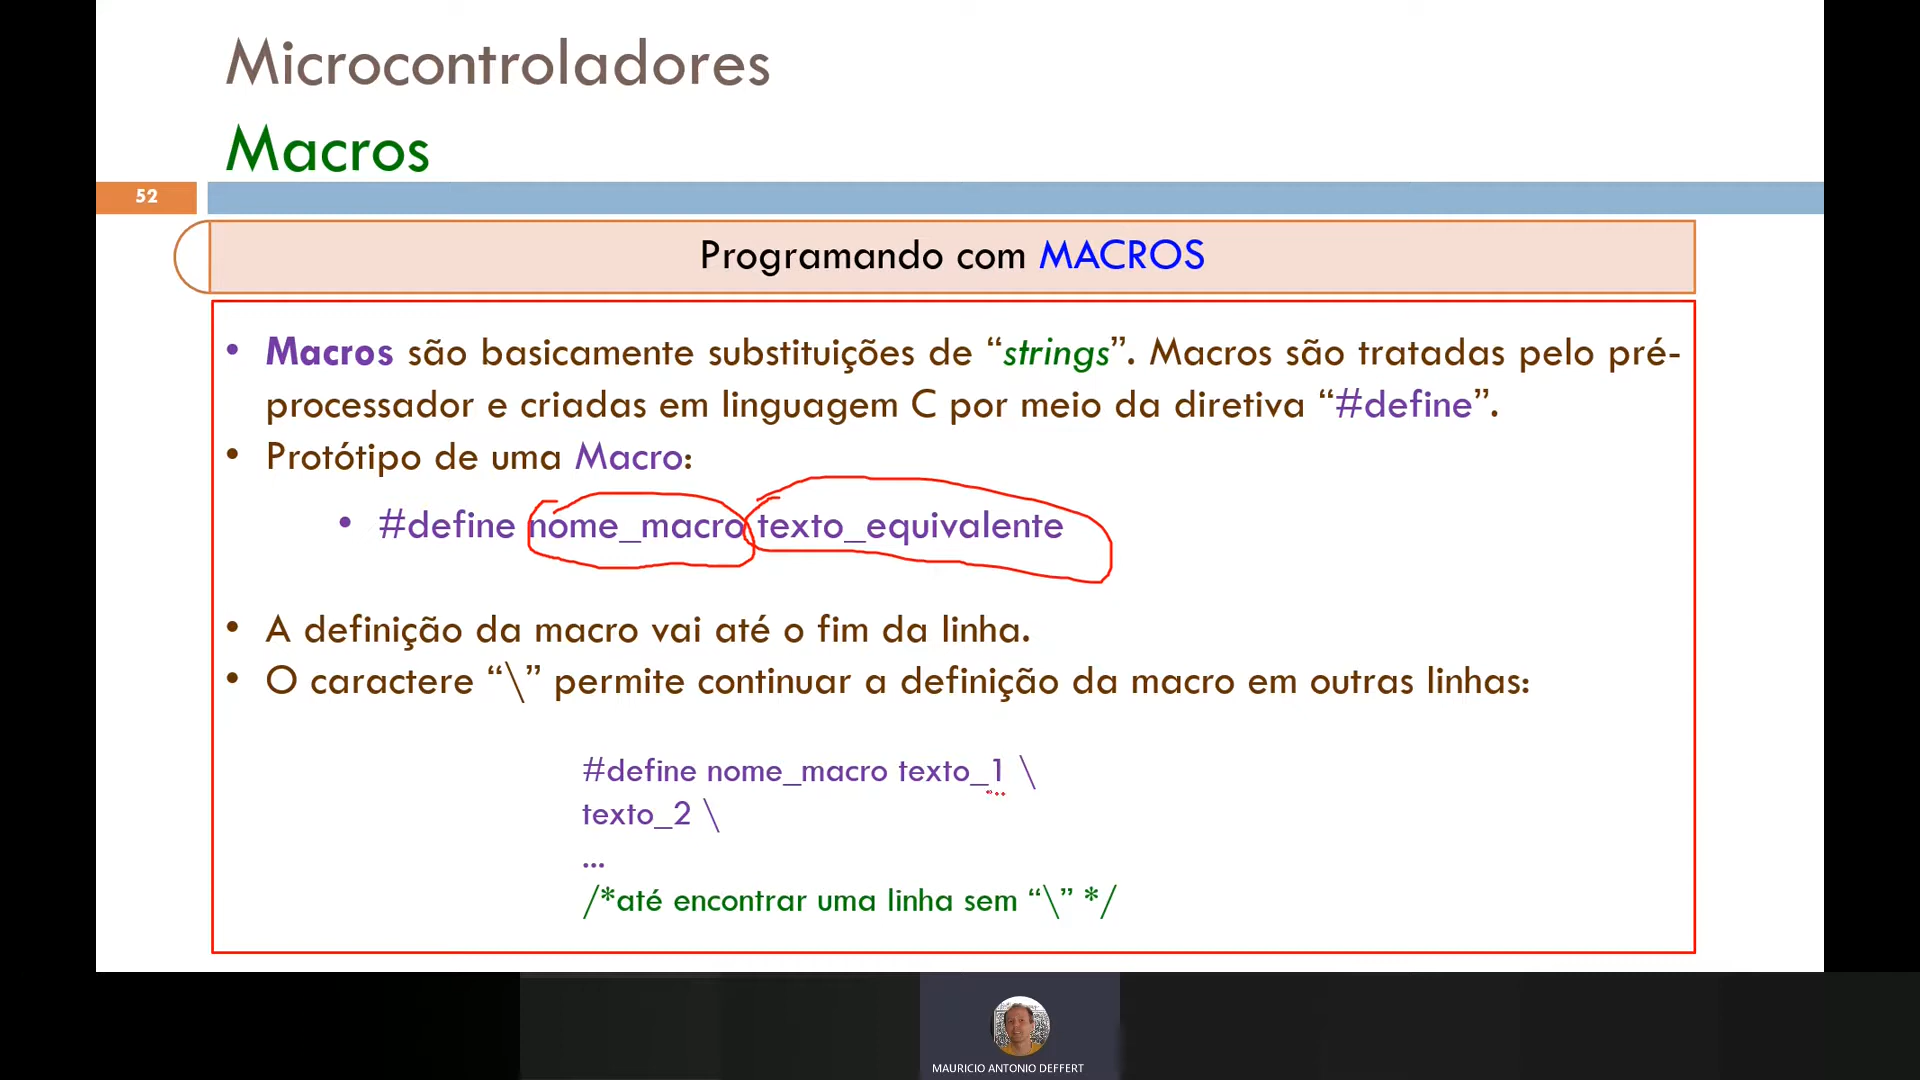 Microcontroladores
Macros
52
Programando com MACROS
• Macros são basicamente substituições de “strings”. Macros são tratadas pelo pré-
processador e criadas em linguagem C por meio da diretiva “#define”.
• Protótipo de uma Macro:
• #define nome_macro texto_equivalente
• A definição da macro vai até o fim da linha.
• O caractere “\” permite continuar a definição da macro em outras linhas:
#define nome_macro texto_1 \
texto_2 \
...
/*até encontrar uma linha sem “\” */
MAURICIO ANTONIO DEFFERT